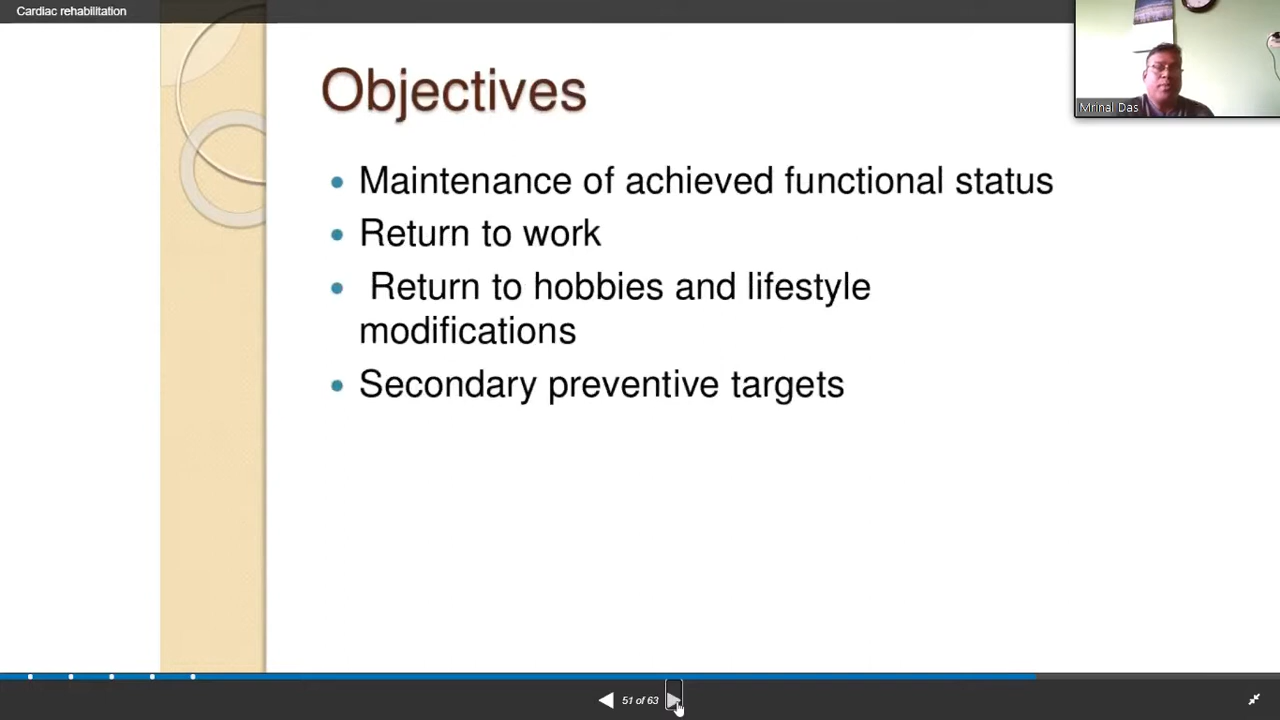 Cardiac rehabilitation
Mrinal Das
Objectives
• Maintenance of achieved functional status
• Return to work
• Return to hobbies and lifestyle
modifications
• Secondary preventive targets
51 of 63